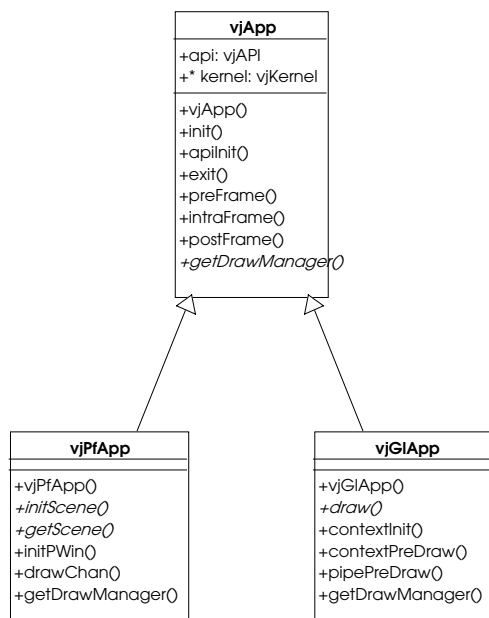 vjApp
+api: vjAPI
+* kernel: vjKernel
+vjApp()
+init()
+apiInit()
+exit()
+preFrame()
+intraFrame()
+postFrame()
+getDrawManager()
vjPfApp
+vjPfApp()
+initScene()
+getScene()
+initPWin()
+drawChan()
+getDrawManager()
vjGlApp
+vjGlApp()
+draw()
+contextInit()
+contextPreDraw()
+pipePreDraw()
+getDrawManager()